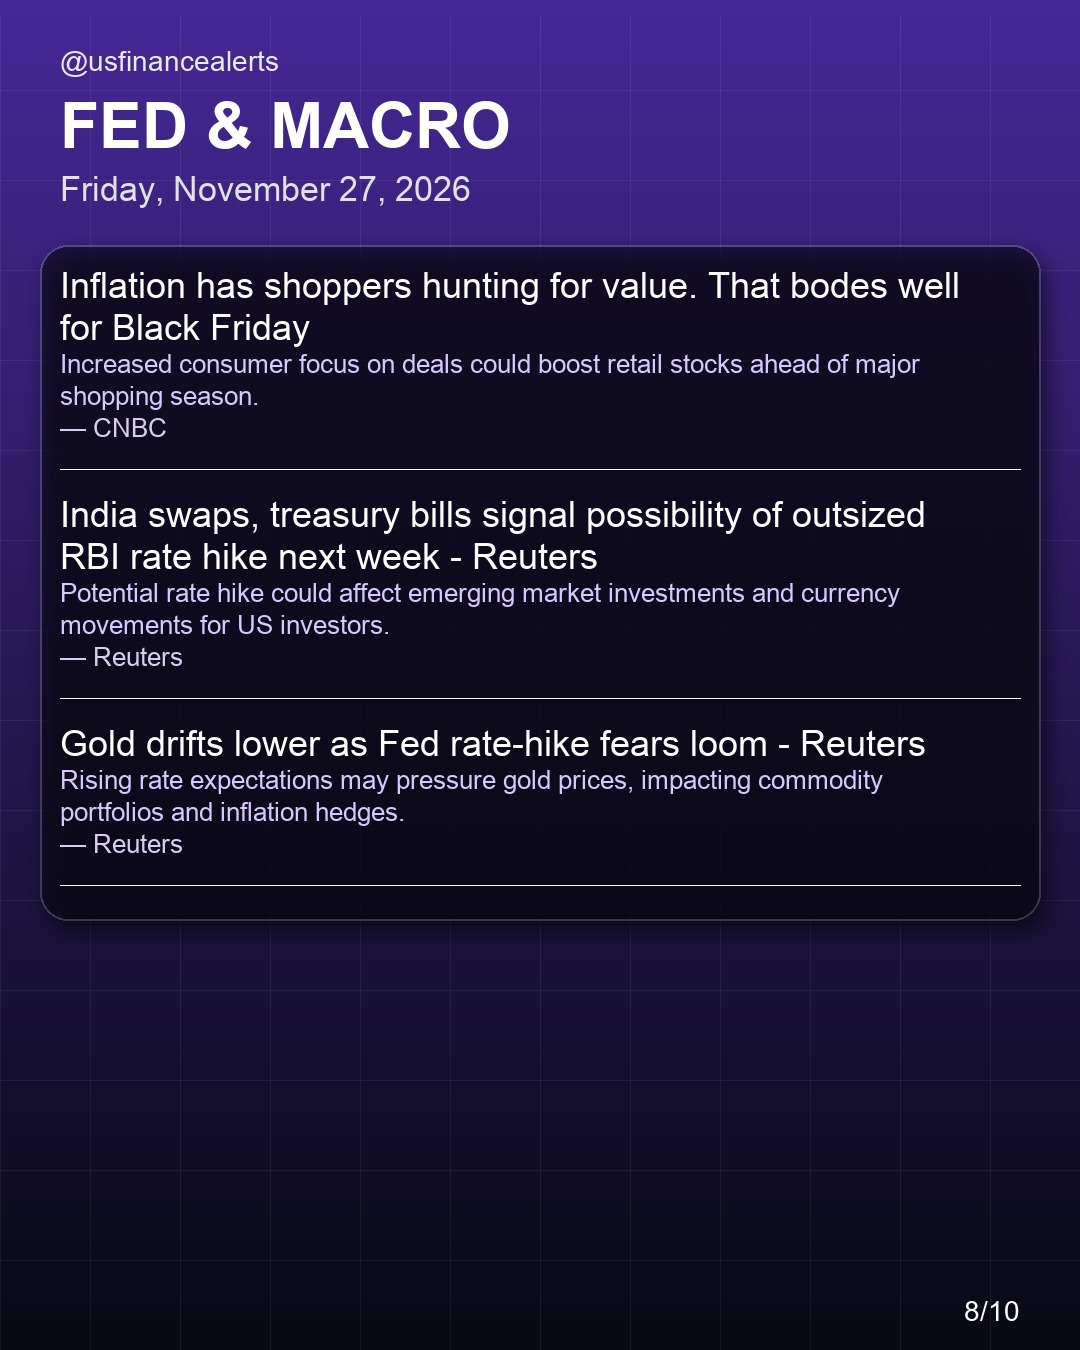 @usfinancealerts
FED & MACRO
Friday, November 27, 2026
Inflation has shoppers hunting for value. That bodes well
for Black Friday
Increased consumer focus on deals could boost retail stocks ahead of major
shopping season.
— CNBC
India swaps, treasury bills signal possibility of outsized
RBI rate hike next week - Reuters
Potential rate hike could affect emerging market investments and currency
movements for US investors.
— Reuters
Gold drifts lower as Fed rate-hike fears loom - Reuters
Rising rate expectations may pressure gold prices, impacting commodity
portfolios and inflation hedges.
— Reuters
8/10